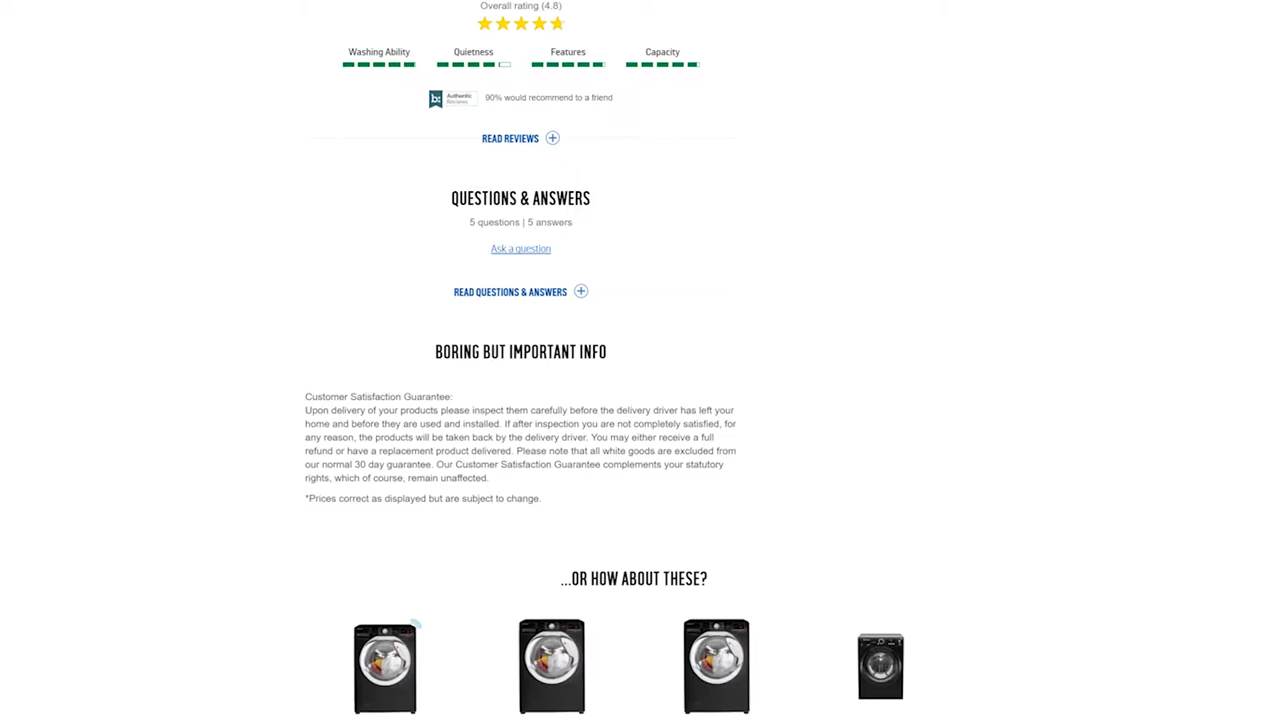 Overall rating (4.8)
Washing Ability
Quietness
Features
Capacity
b:
Authentic
Reviews
90% would recommend to a friend
READ REVIEWS
QUESTIONS & ANSWERS
5 questions | 5 answers
Ask a question
READ QUESTIONS & ANSWERS
BORING BUT IMPORTANT INFO
Customer Satisfaction Guarantee:
Upon delivery of your products please inspect them carefully before the delivery driver has left your
home and before they are used and installed. If after inspection you are not completely satisfied, for
any reason, the products will be taken back by the delivery driver. You may either receive a full
refund or have a replacement product delivered. Please note that all white goods are excluded from
our normal 30 day guarantee. Our Customer Satisfaction Guarantee complements your statutory
rights, which of course, remain unaffected.
*Prices correct as displayed but are subject to change.
...OR HOW ABOUT THESE?